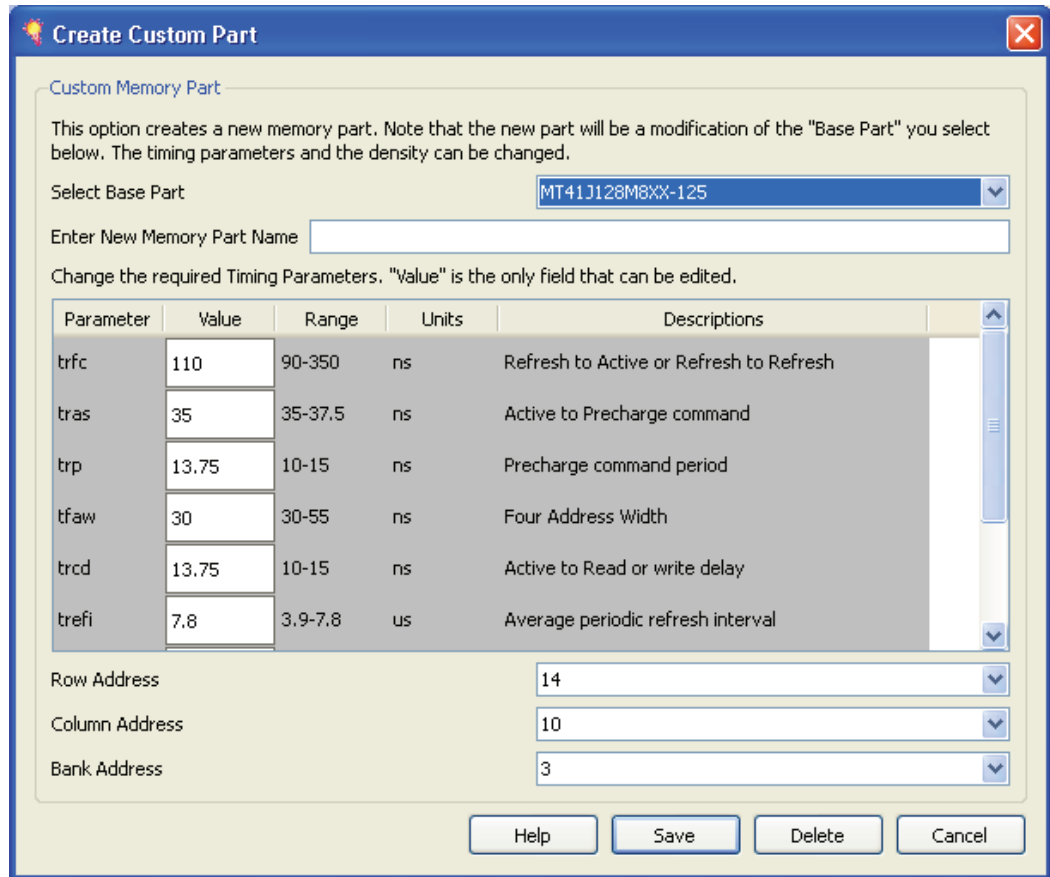 Create Custom Part
Custom Memory Part
This option creates a new memory part. Note that the new part will be a modification of the "Base Part" you select
below. The timing parameters and the density can be changed.
Select Base Part MT41J128M8XX-125
Enter New Memory Part Name
Change the required Timing Parameters. "Value" is the only field that can be edited.
Parameter Value Range Units Descriptions
trfc 110 90-350 ns Refresh to Active or Refresh to Refresh
tras 35 35-37.5 ns Active to Precharge command
trp 13.75 10-15 ns Precharge command period
tfaw 30 30-55 ns Four Address Width
trcd 13.75 10-15 ns Active to Read or write delay
trefi 7.8 3.9-7.8 us Average periodic refresh interval
Row Address 14
Column Address 10
Bank Address 3
Help Save Delete Cancel